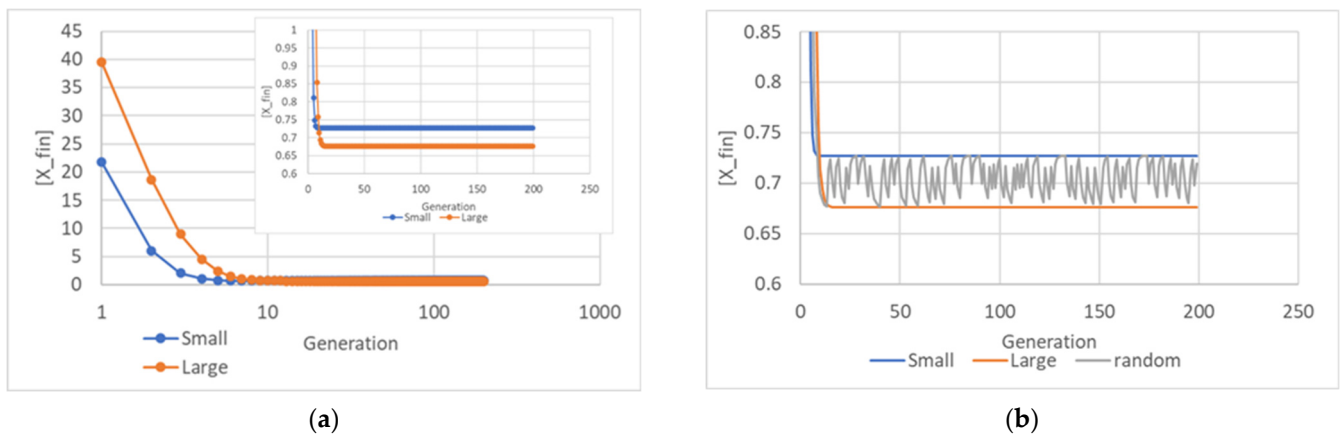 45
40
35
30
25
20
15
10
5
0
[X_fin]
1
10
100
1000
Generation
Small
Large
1
0.95
0.9
0.85
0.8
0.75
0.7
0.65
0.6
[X_fin]
0
50
100
150
200
250
Generation
Small
Large
(a)
0.85
0.8
0.75
0.7
0.65
0.6
[X_fin]
0
50
100
150
200
250
Generation
Small
Large
random
(b)